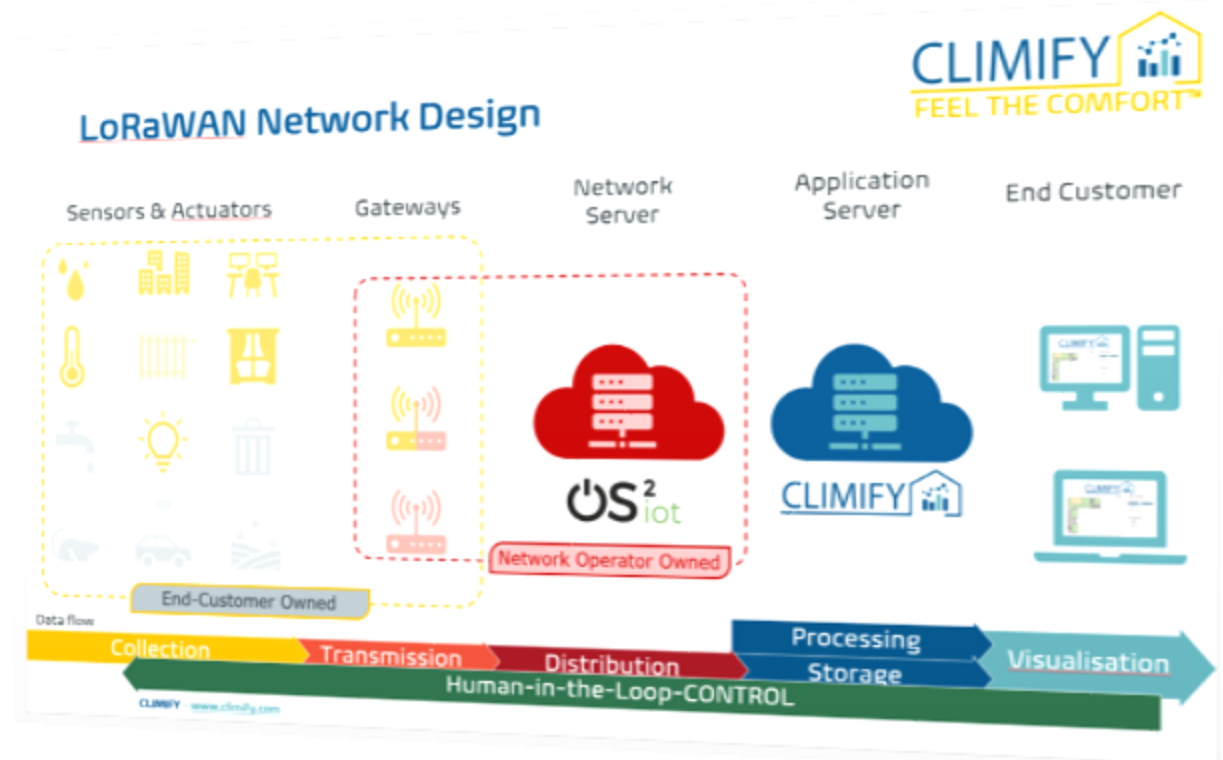 CLIMIFY
FEEL THE COMFORT™
LoRaWAN Network Design
Sensors & Actuators
Gateways
Network
Server
Application
Server
End Customer
CLIMIFY
CLIMIFY
OS2
iot
CLIMIFY
Network Operator Owned
End-Customer Owned
Data flow
Collection
Transmission
Distribution
Processing
Storage
Visualisation
Human-in-the-Loop-CONTROL
CLIMIFY - www.climify.com